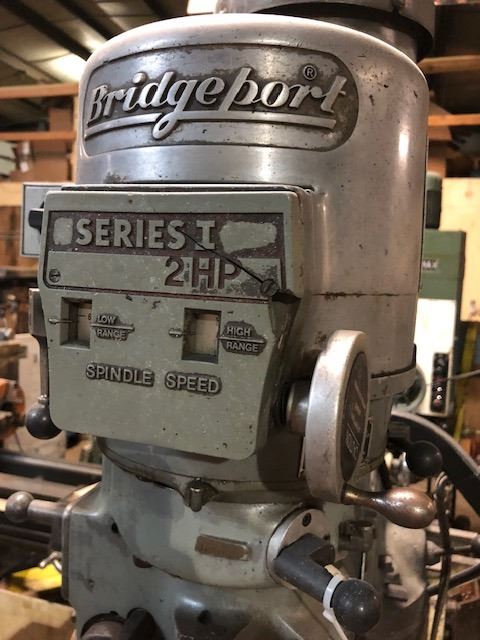 Bridgeport®
SERIES I
2 HP
LOW
RANGE
HIGH
RANGE
SPINDLE SPEED